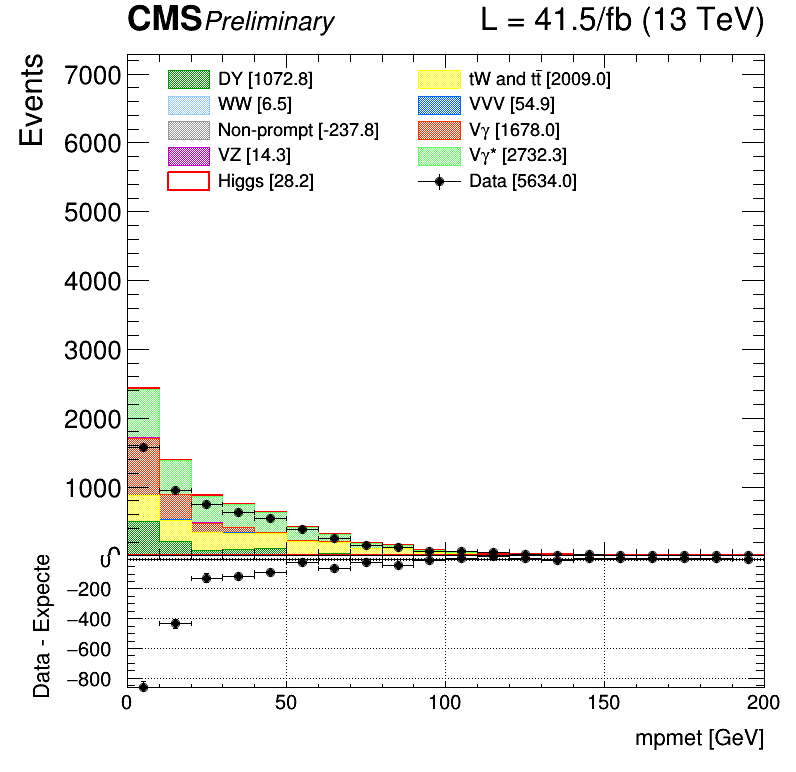 CMS Preliminary L = 41.5/fb (13 TeV)
Events
7000
6000
5000
4000
3000
2000
1000
0
DY [1072.8]
WW [6.5]
Non-prompt [-237.8]
VZ [14.3]
Higgs [28.2]
tW and tt̄ [2009.0]
VVV [54.9]
Vγ [1678.0]
Vγ* [2732.3]
Data [5634.0]
Data - Expecte
0
−200
−400
−600
−800
0 50 100 150 200
mpmet [GeV]